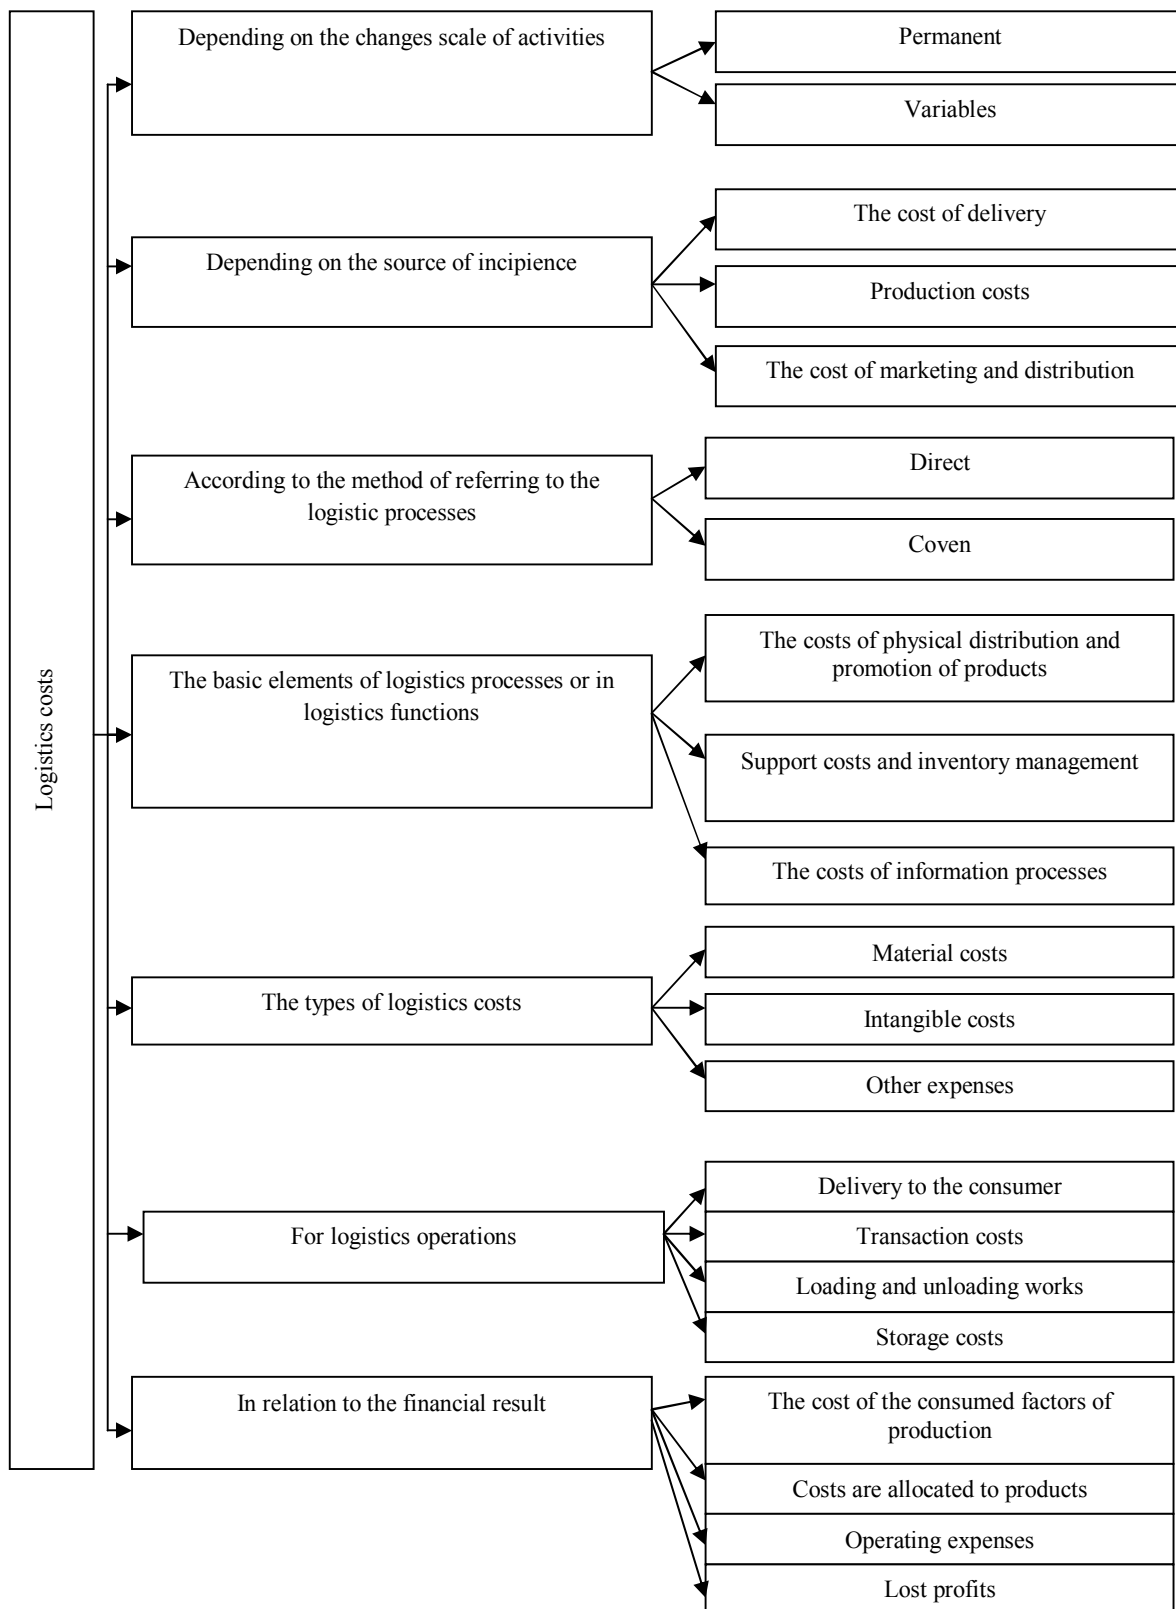 Logistics costs
Depending on the changes scale of activities
Permanent
Variables
Depending on the source of incipience
The cost of delivery
Production costs
The cost of marketing and distribution
According to the method of referring to the
logistic processes
Direct
Coven
The basic elements of logistics processes or in
logistics functions
The costs of physical distribution and
promotion of products
Support costs and inventory management
The costs of information processes
The types of logistics costs
Material costs
Intangible costs
Other expenses
For logistics operations
Delivery to the consumer
Transaction costs
Loading and unloading works
Storage costs
In relation to the financial result
The cost of the consumed factors of
production
Costs are allocated to products
Operating expenses
Lost profits